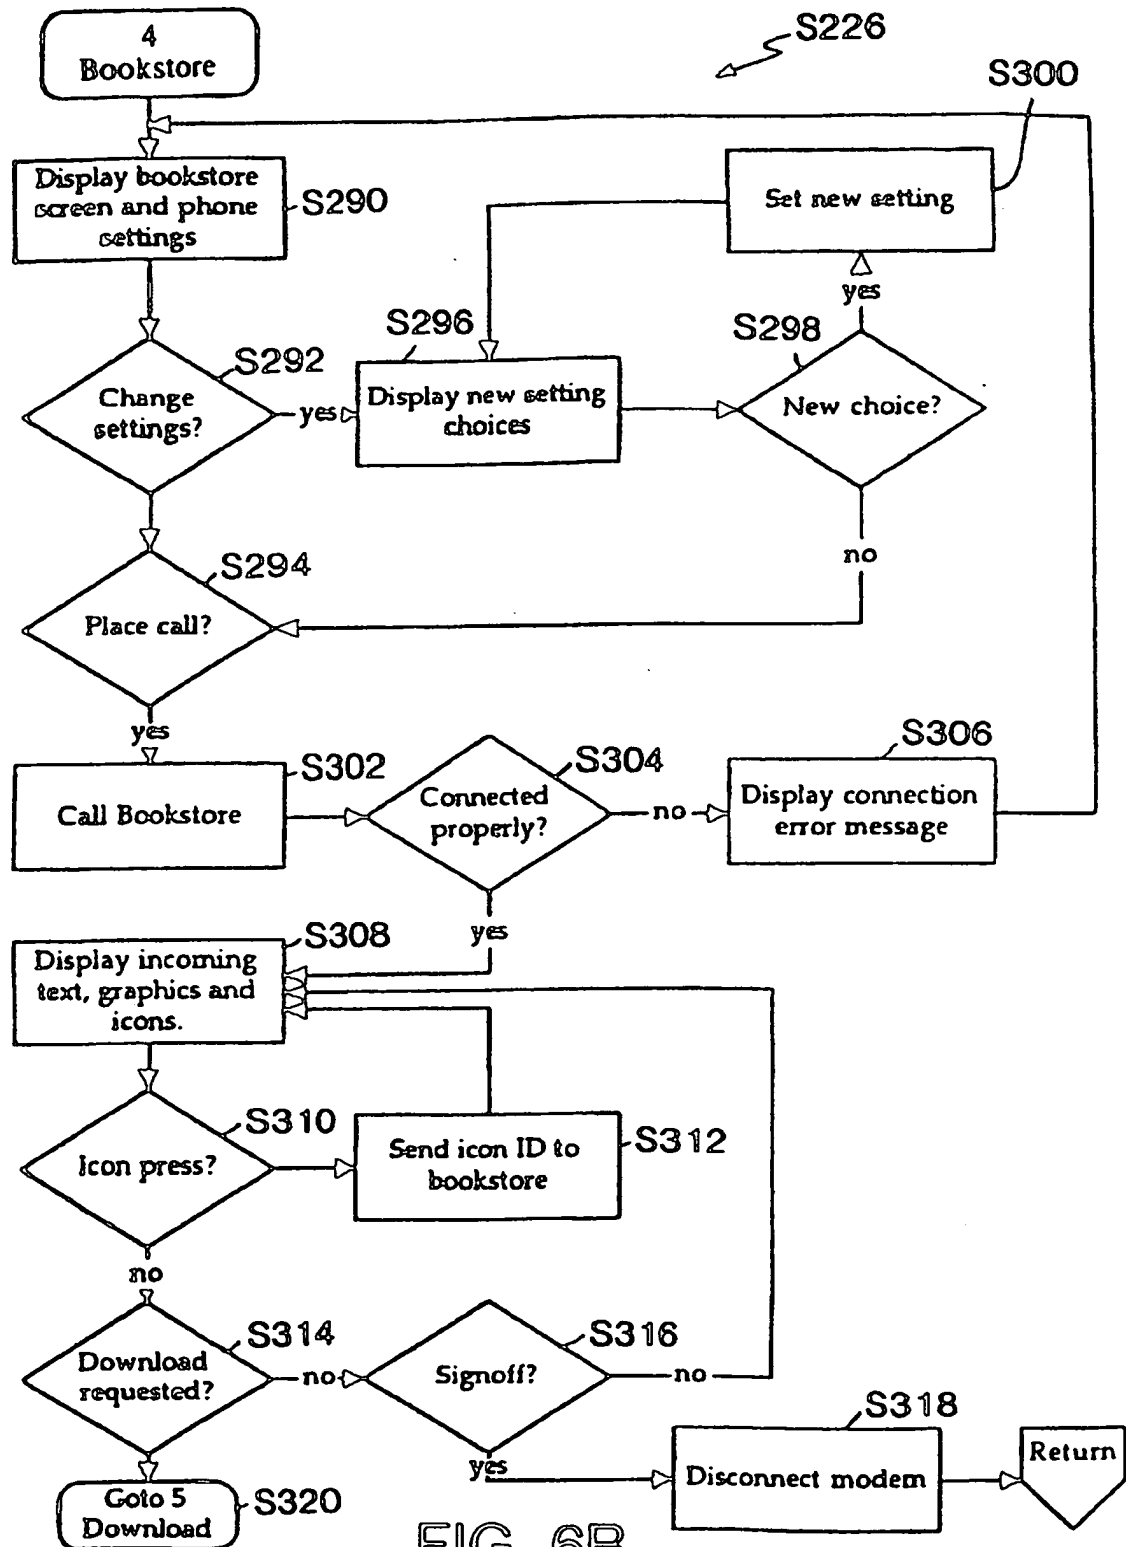 4
Bookstore
S226
S300
Display bookstore
screen and phone
settings
S290
Set new setting
yes
S296
S298
S292
Change
settings?
yes
Display new setting
choices
New choice?
no
S294
Place call?
yes
S302
Call Bookstore
S304
Connected
properly?
no
S306
Display connection
error message
yes
S308
Display incoming
text, graphics and
icons.
S310
Icon press?
Send icon ID to
bookstore
S312
no
S314
Download
requested?
no
S316
Signoff?
no
yes
S318
Disconnect modem
Return
Goto 5
Download
S320
FIG. 6B